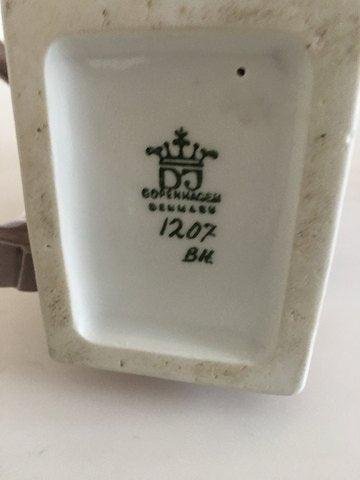 DJ
COPENHAGEN
DENMARK
1207
BH.